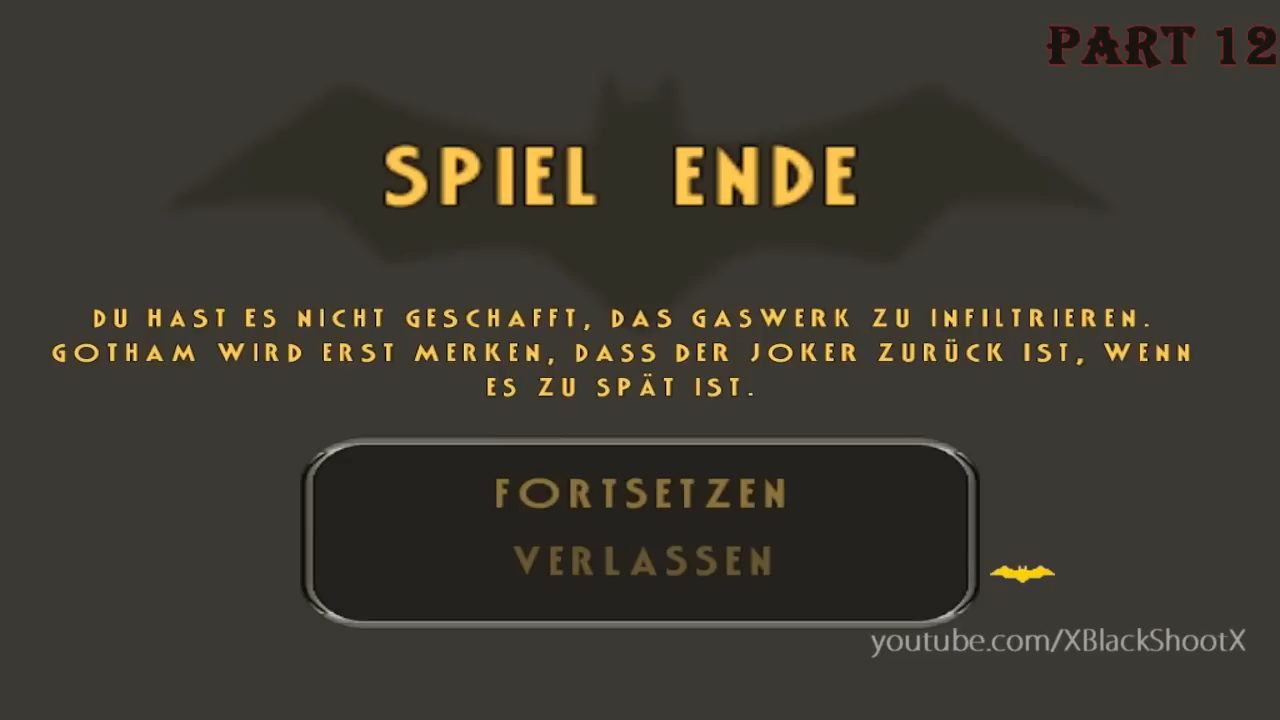 PART 12
SPIEL ENDE
DU HAST ES NICHT GESCHAFFT, DAS GASWERK ZU INFILTRIEREN.
GOTHAM WIRD ERST MERKEN, DASS DER JOKER ZURÜCK IST, WENN
ES ZU SPÄT IST.
FORTSETZEN
VERLASSEN
youtube.com/XBlackShootX